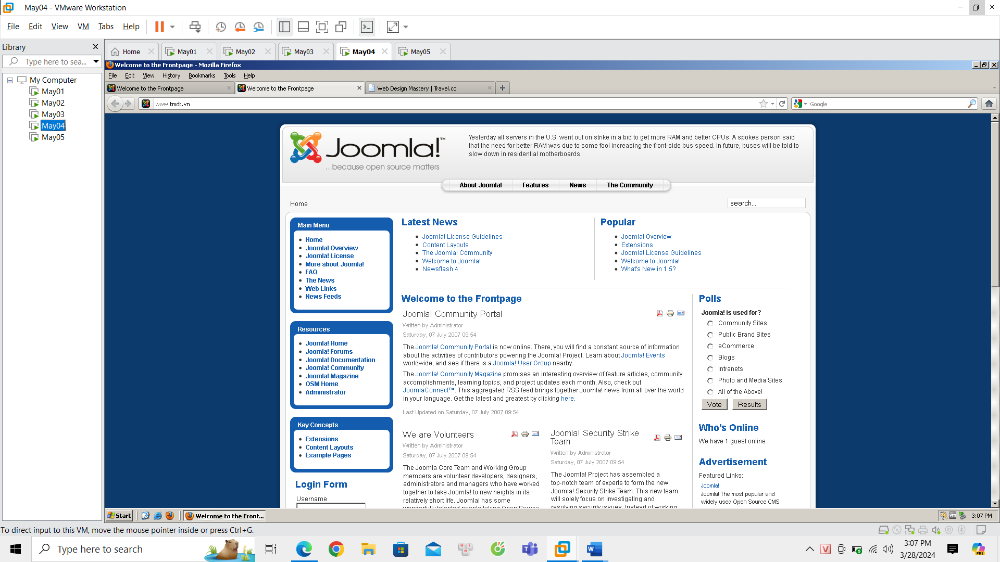 May04 - VMware Workstation
File Edit View VM Tabs Help
Library
Type here to sea...
My Computer
May01
May02
May03
May04
May05
Home May01 May02 May03 May04 May05
Welcome to the Frontpage - Mozilla Firefox
File Edit View History Bookmarks Tools Help
Welcome to the Frontpage Welcome to the Frontpage Web Design Mastery | Travel.co
www.tmdt.vn
Google
Joomla!™
...because open source matters
Yesterday all servers in the U.S. went out on strike in a bid to get more RAM and better CPUs. A spokes person said
that the need for better RAM was due to some fool increasing the front-side bus speed. In future, buses will be told to
slow down in residential motherboards.
About Joomla! Features News The Community
Home
search...
Main Menu
Home
Joomla! Overview
Joomla! License
More about Joomla!
FAQ
The News
Web Links
News Feeds
Resources
Joomla! Home
Joomla! Forums
Joomla! Documentation
Joomla! Community
Joomla! Magazine
OSM Home
Administrator
Key Concepts
Extensions
Content Layouts
Example Pages
Login Form
Username
Latest News
Joomla! License Guidelines
Content Layouts
The Joomla! Community
Welcome to Joomla!
Newsflash 4
Popular
Joomla! Overview
Extensions
Joomla! License Guidelines
Welcome to Joomla!
What's New in 1.5?
Welcome to the Frontpage
Joomla! Community Portal
Written by Administrator
Saturday, 07 July 2007 09:54
The Joomla! Community Portal is now online. There, you will find a constant source of information
about the activities of contributors powering the Joomla! Project. Learn about Joomla! Events
worldwide, and see if there is a Joomla! User Group nearby.
The Joomla! Community Magazine promises an interesting overview of feature articles, community
accomplishments, learning topics, and project updates each month. Also, check out
JoomlaConnect™. This aggregated RSS feed brings together Joomla! news from all over the world
in your language. Get the latest and greatest by clicking here.
Last Updated on Saturday, 07 July 2007 09:54
We are Volunteers
Written by Administrator
Saturday, 07 July 2007 09:54
The Joomla Core Team and Working Group
members are volunteer developers, designers,
administrators and managers who have worked
together to take Joomla! to new heights in its
relatively short life. Joomla! has some
wonderfully talented people taking Open Source
Joomla! Security Strike
Team
Written by Administrator
Saturday, 07 July 2007 09:54
The Joomla! Project has assembled a
top-notch team of experts to form the new
Joomla! Security Strike Team. This new team
will solely focus on investigating and
resolving security issues. Instead of working
Polls
Joomla! is used for?
Community Sites
Public Brand Sites
eCommerce
Blogs
Intranets
Photo and Media Sites
All of the Above!
Vote Results
Who's Online
We have 1 guest online
Advertisement
Featured Links:
Joomla!
Joomla! The most popular and
widely used Open Source CMS
Start Welcome to the Front... 3:07 PM
To direct input to this VM, move the mouse pointer inside or press Ctrl+G.
Type here to search
3:07 PM
3/28/2024